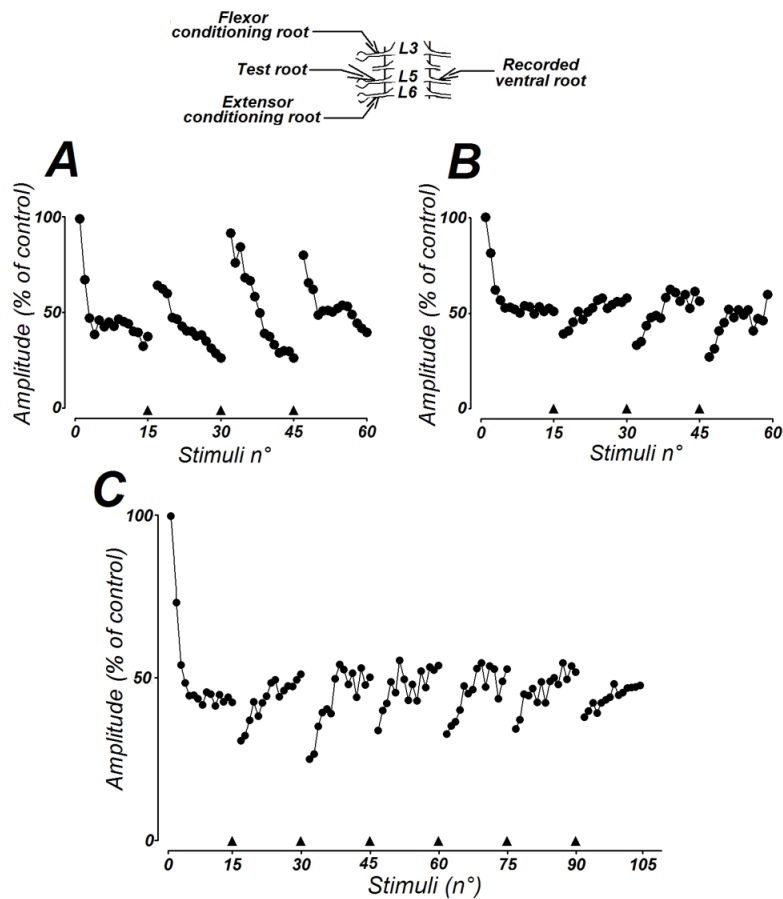 Flexor
conditioning root
L3
Test root
L5
Recorded
ventral root
L6
Extensor
conditioning root
A
Amplitude (% of control)
100
50
0
0 15 30 45 60
Stimuli n°
B
Amplitude (% of control)
100
50
0
0 15 30 45 60
Stimuli n°
C
Amplitude (% of control)
100
50
0
0 15 30 45 60 75 90 105
Stimuli (n°)